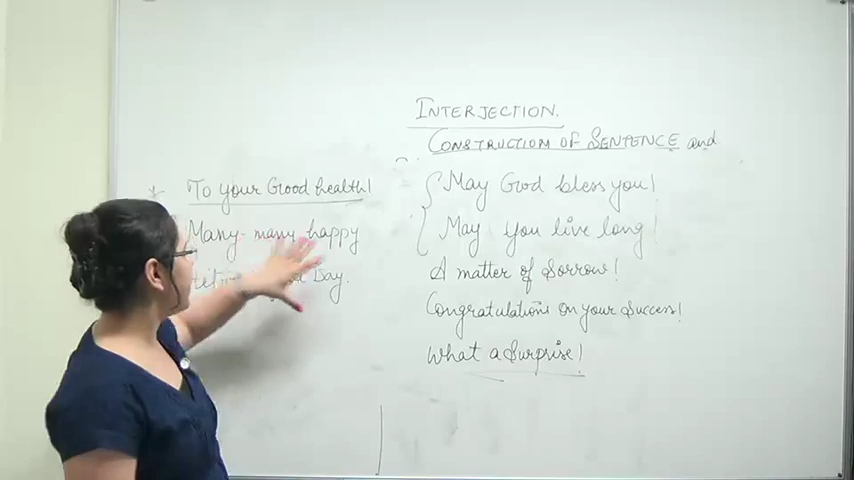 INTERJECTION.
CONSTRUCTION OF SENTENCE and
To your Good health!
Many- many happy
Day.
May God bless you!
May you live long!
A matter of Sorrow!
Congratulations on your Success!
What a Surprise!